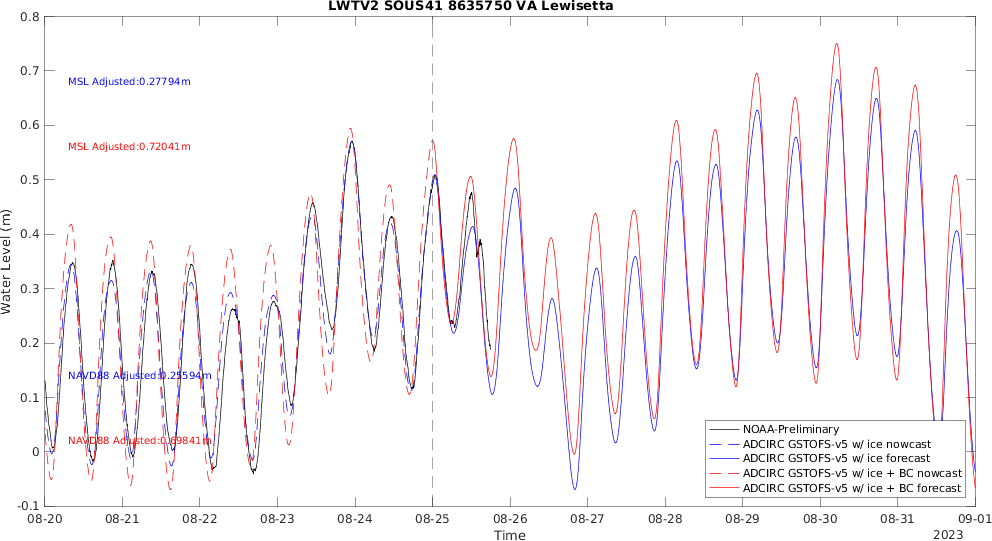 LWTV2 SOUS41 8635750 VA Lewisetta
0.8
0.7
0.6
0.5
0.4
0.3
0.2
0.1
0
-0.1
Water Level (m)
MSL Adjusted:0.27794m
MSL Adjusted:0.72041m
NAVD88 Adjusted:0.25594m
NAVD88 Adjusted:0.69841m
NOAA-Preliminary
ADCIRC GSTOFS-v5 w/ ice nowcast
ADCIRC GSTOFS-v5 w/ ice forecast
ADCIRC GSTOFS-v5 w/ ice + BC nowcast
ADCIRC GSTOFS-v5 w/ ice + BC forecast
08-20 08-21 08-22 08-23 08-24 08-25 08-26 08-27 08-28 08-29 08-30 08-31 09-01
Time
2023